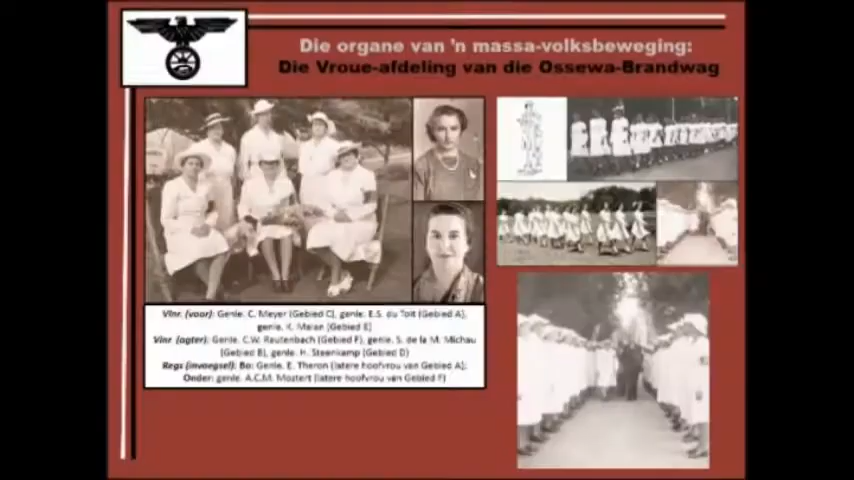 Die organe van 'n massa-volksbeweging:
Die Vroue-afdeling van die Ossewa-Brandwag
Vlnr. (voor): Genle. C. Meyer (Gebied C), genle. E.S. du Toit (Gebied A),
genle. K. Malan (Gebied E)
Vlnr. (agter): Genle. C.W. Rautenbach (Gebied F), genle. S. de la M. Michau
(Gebied B), genle. H. Steenkamp (Gebied D)
Regs (invoegsel): Bo: Genle. E. Theron (latere hoofvrou van Gebied A);
Onder: genle. A.C.M. Mostert (latere hoofvrou van Gebied F)